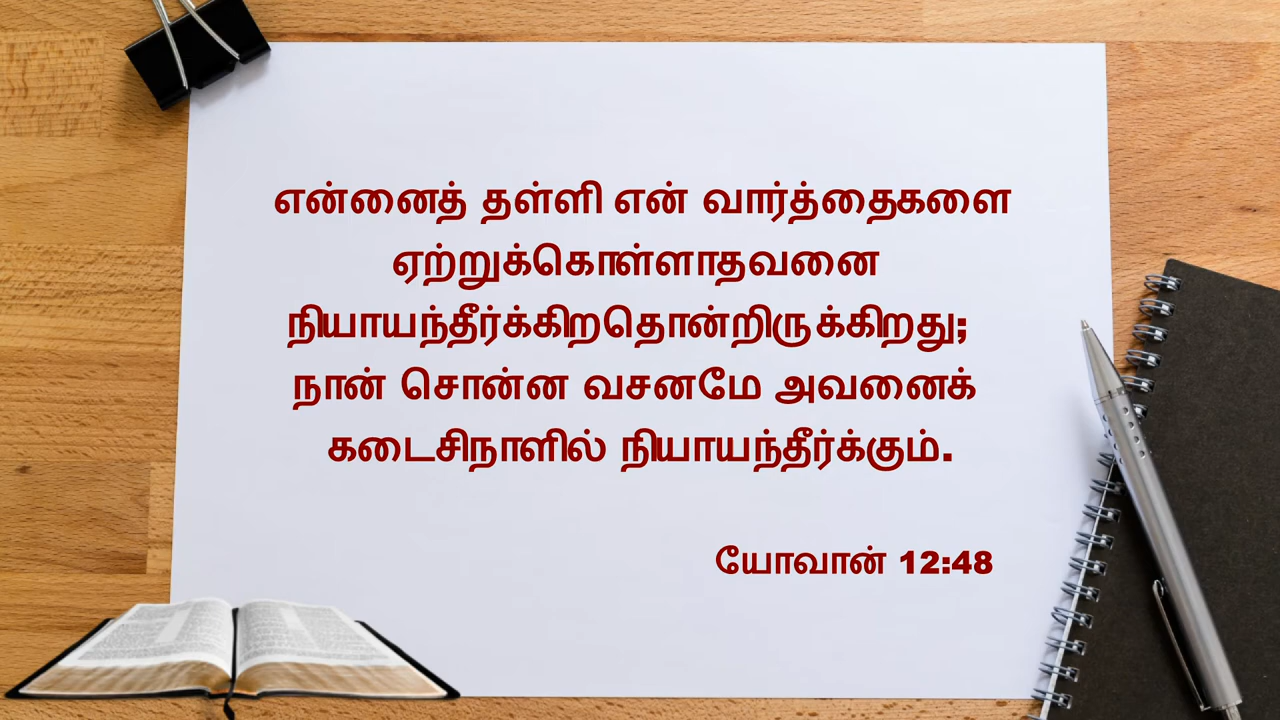 என்னைத் தள்ளி என் வார்த்தைகளை
ஏற்றுக்கொள்ளாதவனை
நியாயந்தீர்க்கிறதொன்றிருக்கிறது;
நான் சொன்ன வசனமே அவனைக்
கடைசிநாளில் நியாயந்தீர்க்கும்.
யோவான் 12:48